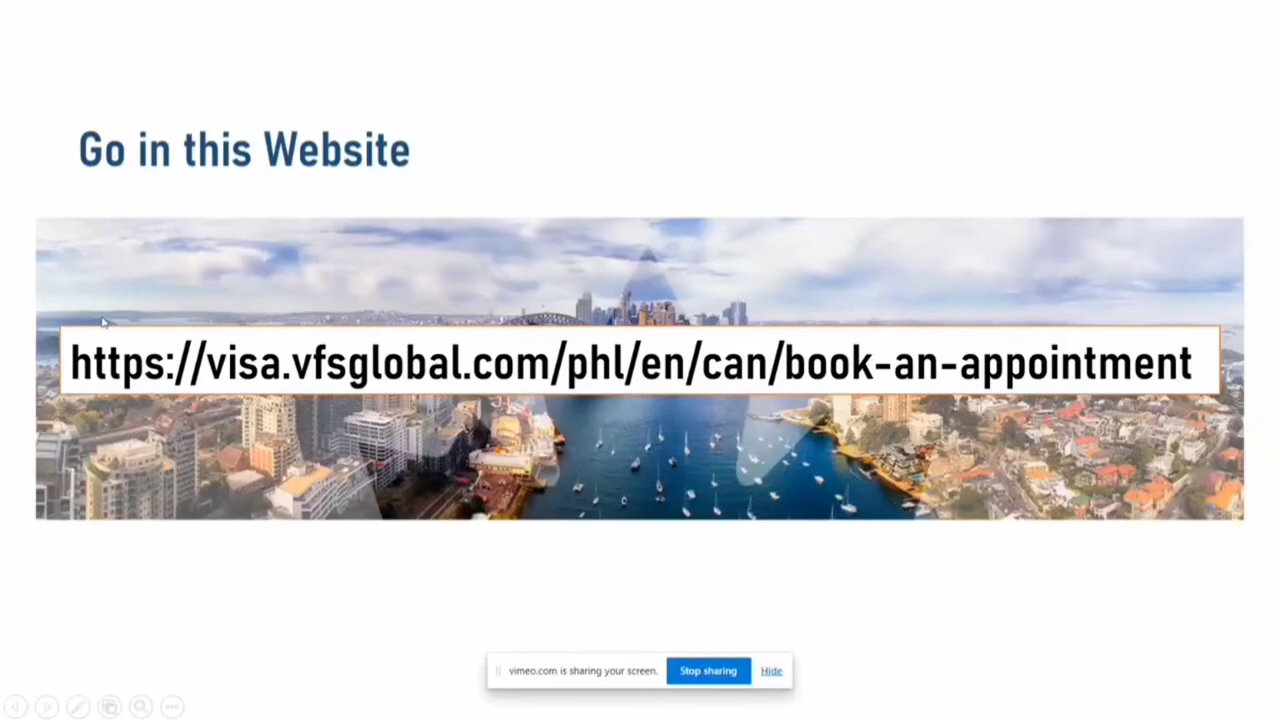 Go in this Website
https://visa.vfsglobal.com/phl/en/can/book-an-appointment
vimeo.com is sharing your screen. Stop sharing Hide